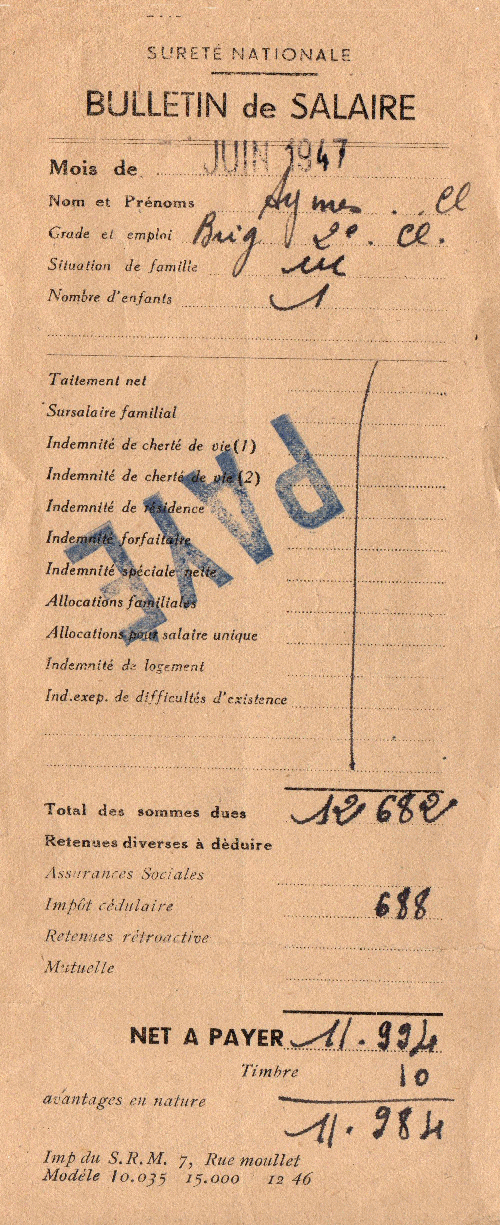 SURETÉ NATIONALE
BULLETIN de SALAIRE
Mois de JUIN 1947
Nom et Prénoms Aymes . Cl
Grade et emploi Brig 2e. Cl.
Situation de famille M
Nombre d'enfants 1
Taitement net
Sursalaire familial
Indemnité de cherté de vie (1)
Indemnité de cherté de vie (2)
Indemnité de résidence
Indemnité forfaitaire
Indemnité spéciale nette
Allocations familiales
Allocations pour salaire unique
Indemnité de logement
Ind.exep. de difficultés d'existence
PAYE
Total des sommes dues 12 682
Retenues diverses à dèduire
Assurances Sociales
Impôt cédulaire 688
Retenues rétroactive
Mutuelle
NET A PAYER 11.994
Timbre 10
avantages en nature
11.984
Imp du S.R.M. 7, Rue moullet
Modéle 10.035 15.000 12 46